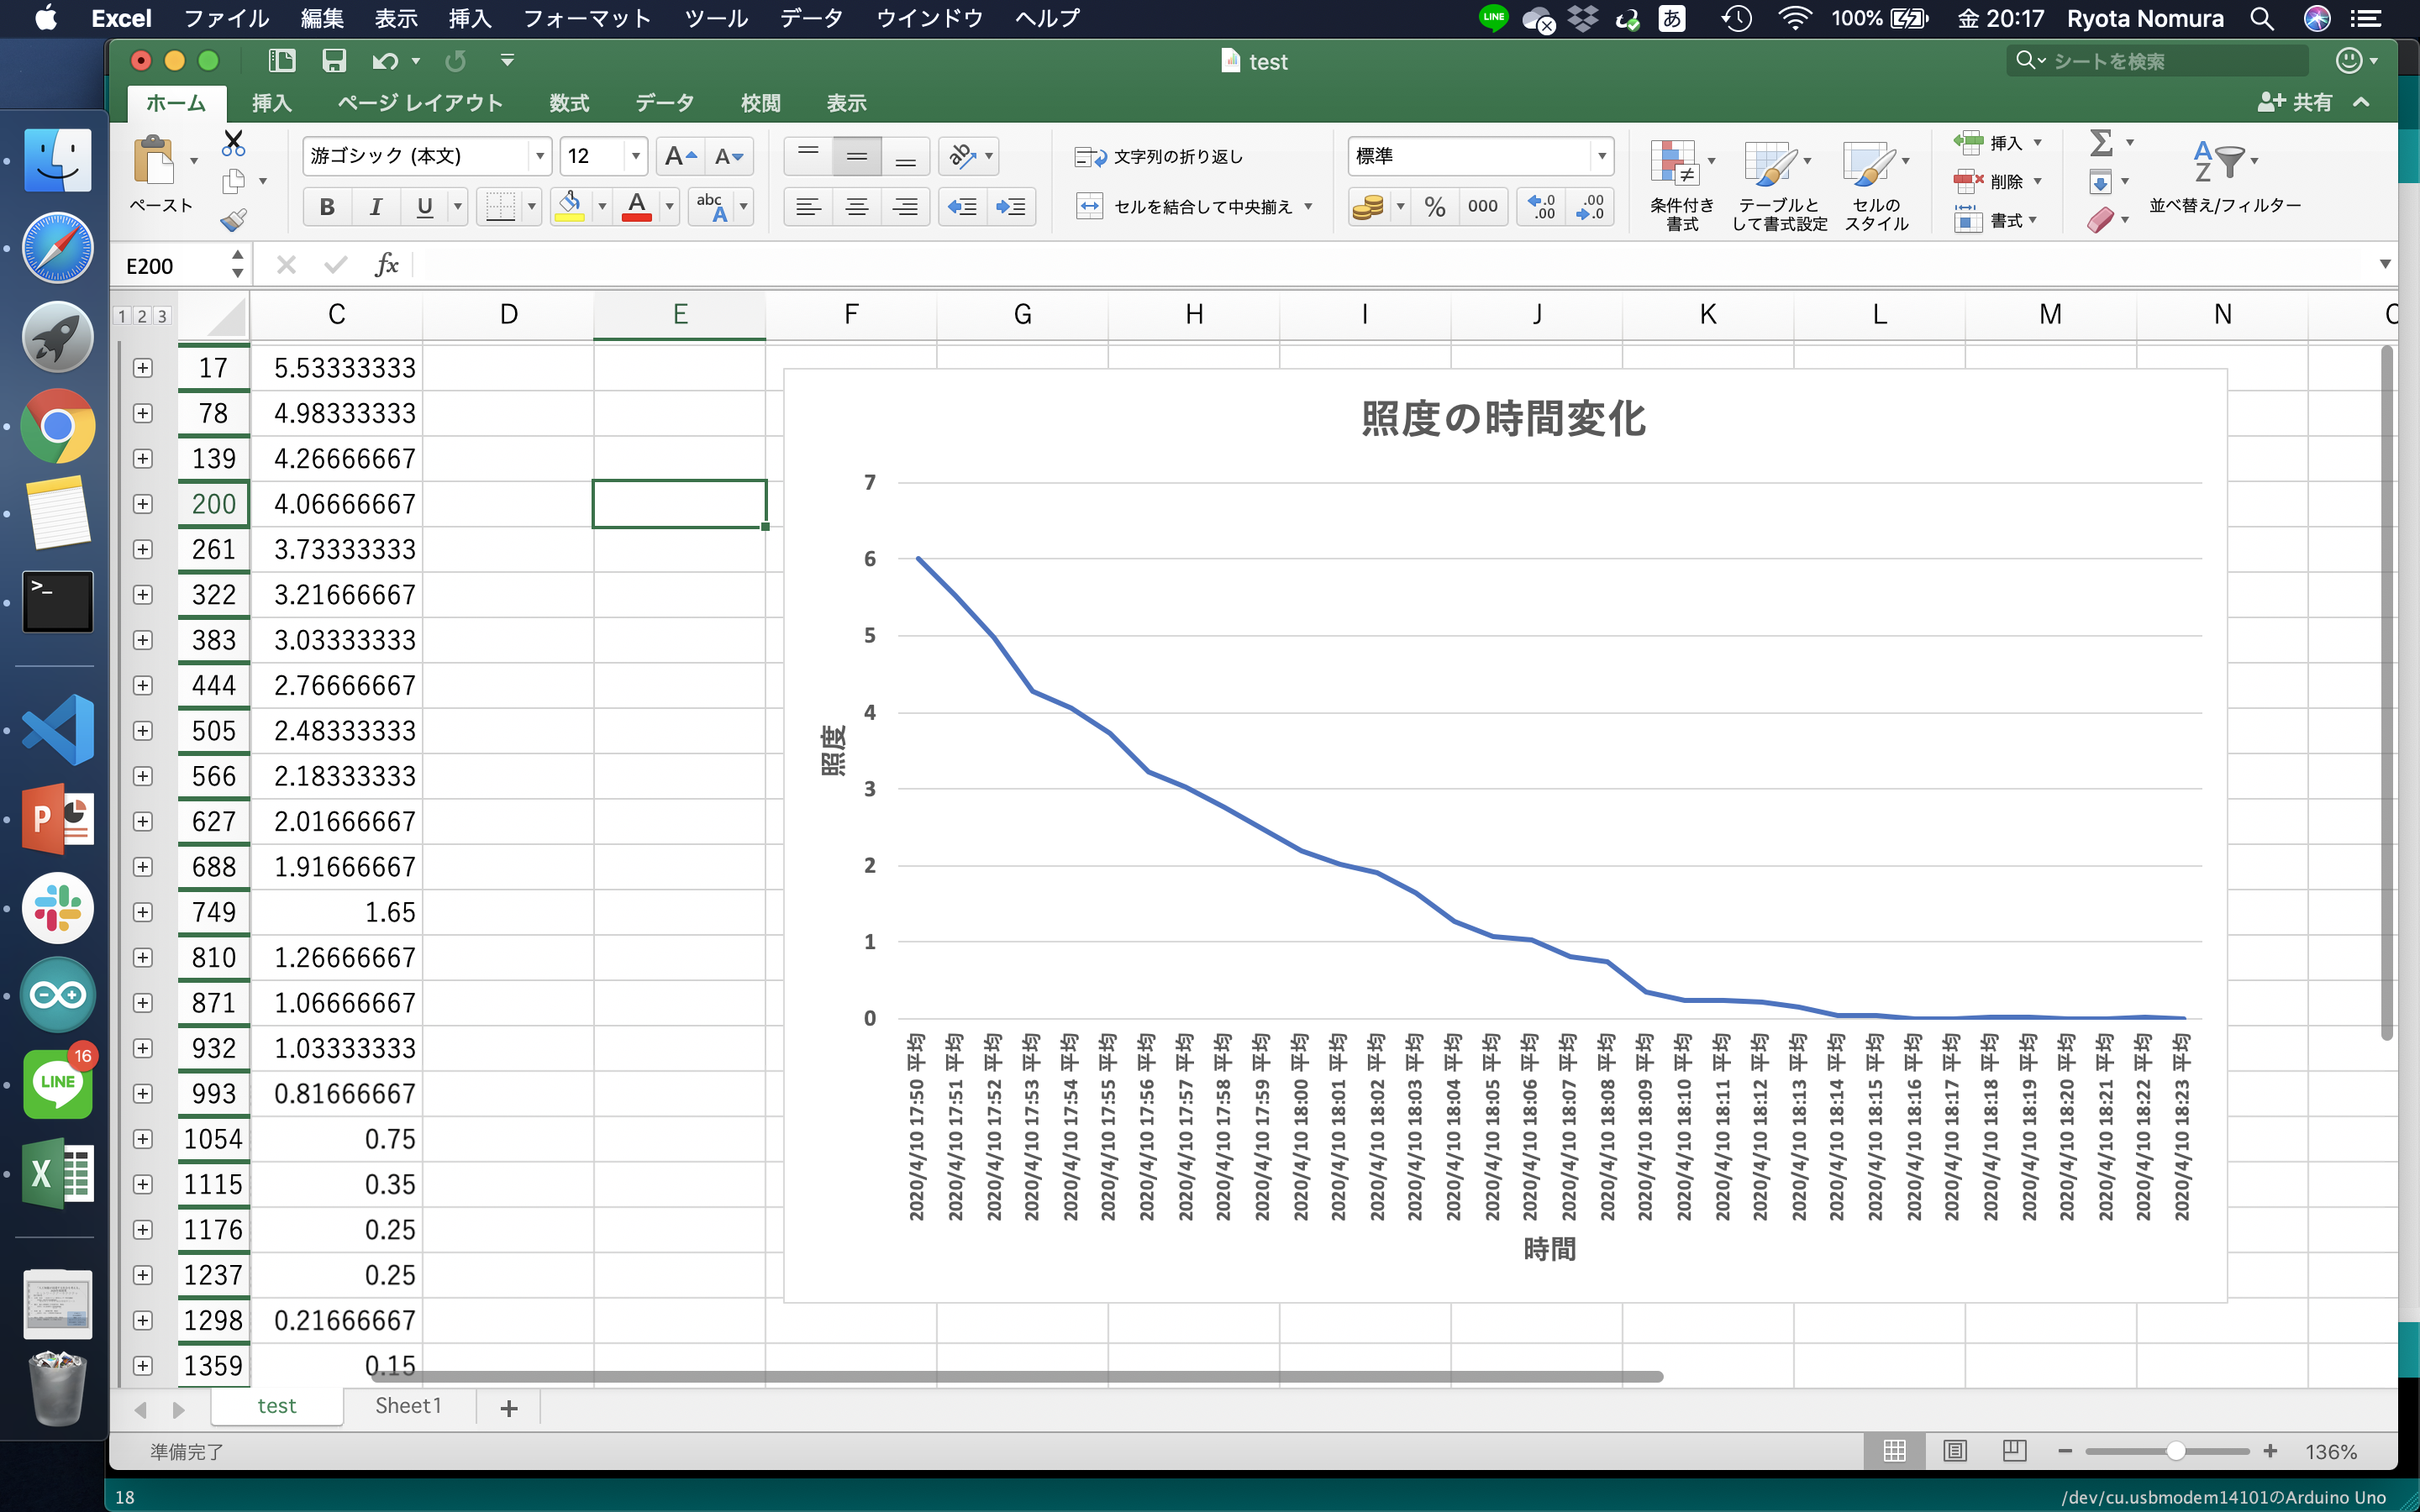 Excel ファイル 編集 表示 挿入 フォーマット ツール データ ウインドウ ヘルプ LINE あ 100% 金 20:17 Ryota Nomura
test
シートを検索
ホーム 挿入 ページ レイアウト 数式 データ 校閲 表示 共有
ペースト
游ゴシック (本文) 12 A A
B I U A abc A
ab 文字列の折り返し
セルを結合して中央揃え
標準
% 000 .0 .00 .00 .0
条件付き書式
テーブルとして書式設定
セルのスタイル
挿入
削除
書式
並べ替え/フィルター
E200 fx
1 2 3 C D E F G H I J K L M N
17 5.53333333
78 4.98333333
139 4.26666667
200 4.06666667
261 3.73333333
322 3.21666667
383 3.03333333
444 2.76666667
505 2.48333333
566 2.18333333
627 2.01666667
688 1.91666667
749 1.65
810 1.26666667
871 1.06666667
932 1.03333333
993 0.81666667
1054 0.75
1115 0.35
1176 0.25
1237 0.25
1298 0.21666667
1359 0.15
照度の時間変化
7
6
5
4
3
2
1
0
照度
2020/4/10 17:50 平均
2020/4/10 17:51 平均
2020/4/10 17:52 平均
2020/4/10 17:53 平均
2020/4/10 17:54 平均
2020/4/10 17:55 平均
2020/4/10 17:56 平均
2020/4/10 17:57 平均
2020/4/10 17:58 平均
2020/4/10 17:59 平均
2020/4/10 18:00 平均
2020/4/10 18:01 平均
2020/4/10 18:02 平均
2020/4/10 18:03 平均
2020/4/10 18:04 平均
2020/4/10 18:05 平均
2020/4/10 18:06 平均
2020/4/10 18:07 平均
2020/4/10 18:08 平均
2020/4/10 18:09 平均
2020/4/10 18:10 平均
2020/4/10 18:11 平均
2020/4/10 18:12 平均
2020/4/10 18:13 平均
2020/4/10 18:14 平均
2020/4/10 18:15 平均
2020/4/10 18:16 平均
2020/4/10 18:17 平均
2020/4/10 18:18 平均
2020/4/10 18:19 平均
2020/4/10 18:20 平均
2020/4/10 18:21 平均
2020/4/10 18:22 平均
2020/4/10 18:23 平均
時間
P
16
LINE
X
test Sheet1
準備完了 136%
18 /dev/cu.usbmodem14101のArduino Uno